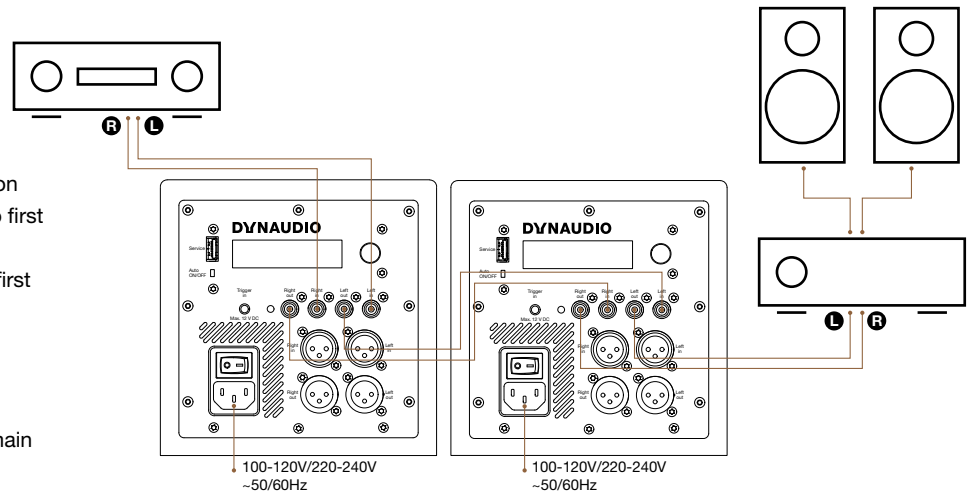 R L
on
first
first
main
DYNAUDIO
Service
Auto
ON/OFF
Trigger
in
Right
out
Right
in
Left
out
Left
in
Max. 12 V DC
Right
in
Left
in
Right
out
Left
out
100-120V/220-240V
~50/60Hz
DYNAUDIO
Service
Auto
ON/OFF
Trigger
in
Right
out
Right
in
Left
out
Left
in
Max. 12 V DC
Right
in
Left
in
Right
out
Left
out
100-120V/220-240V
~50/60Hz
L R